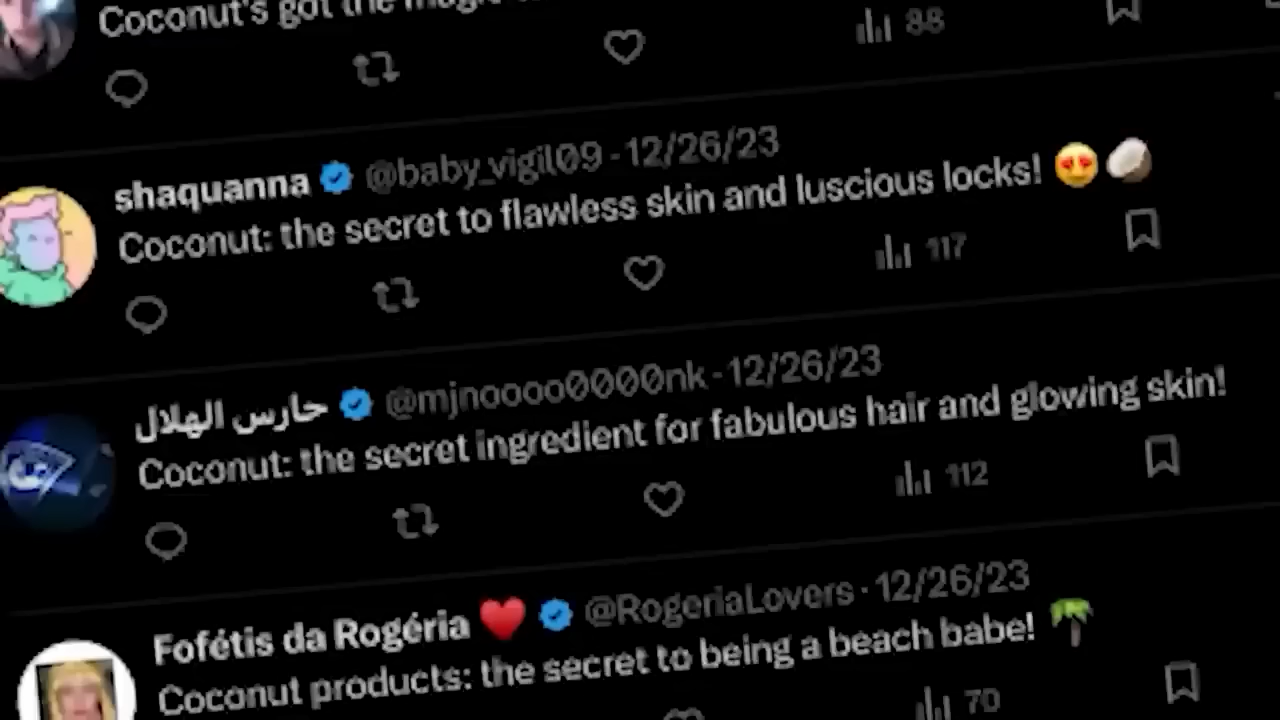 Coconut's got the magic
88
shaquanna @baby_vigil09 · 12/26/23
Coconut: the secret to flawless skin and luscious locks! 😍🥥
117
حارس الهلال @mjnoooo0000nk · 12/26/23
Coconut: the secret ingredient for fabulous hair and glowing skin!
112
Fofétis da Rogéria ♥️ @RogeriaLovers · 12/26/23
Coconut products: the secret to being a beach babe! 🌴
70